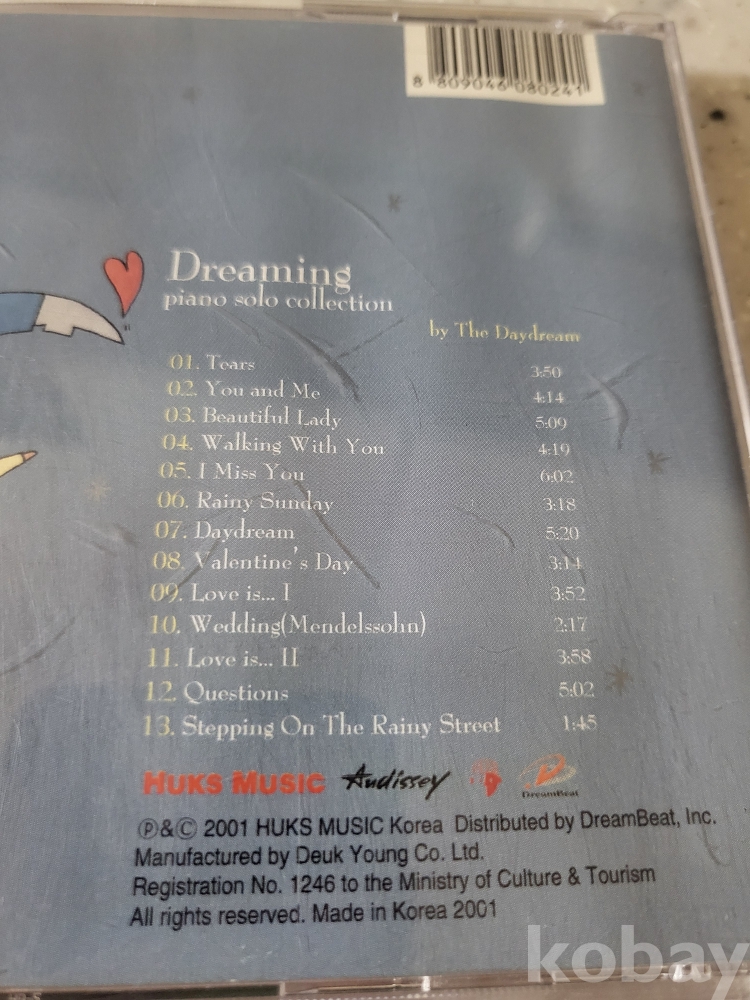 8 809046 080241
Dreaming
piano solo collection
by The Daydream
01. Tears 3:50
02. You and Me 4:14
03. Beautiful Lady 5:09
04. Walking With You 4:19
05. I Miss You 6:02
06. Rainy Sunday 3:18
07. Daydream 5:20
08. Valentine's Day 3:14
09. Love is... I 3:52
10. Wedding(Mendelssohn) 2:17
11. Love is... II 3:58
12. Questions 5:02
13. Stepping On The Rainy Street 1:45
HUKS MUSIC Audissey DreamBeat
℗&© 2001 HUKS MUSIC Korea Distributed by DreamBeat, Inc.
Manufactured by Deuk Young Co. Ltd.
Registration No. 1246 to the Ministry of Culture & Tourism
All rights reserved. Made in Korea 2001
kobay